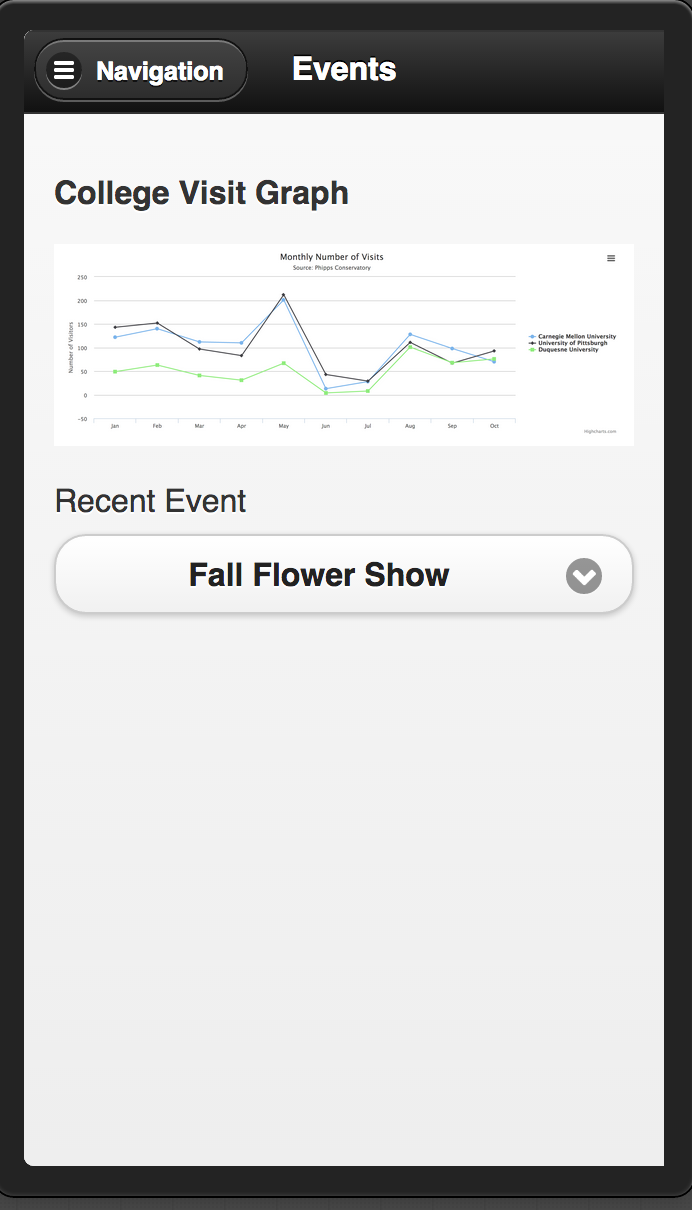 Navigation
Events
College Visit Graph
Monthly Number of Visits
Source: Phipps Conservatory
Number of Visitors
250
200
150
100
50
0
−50
Jan Feb Mar Apr May Jun Jul Aug Sep Oct
Carnegie Mellon University
University of Pittsburgh
Duquesne University
Highcharts.com
Recent Event
Fall Flower Show